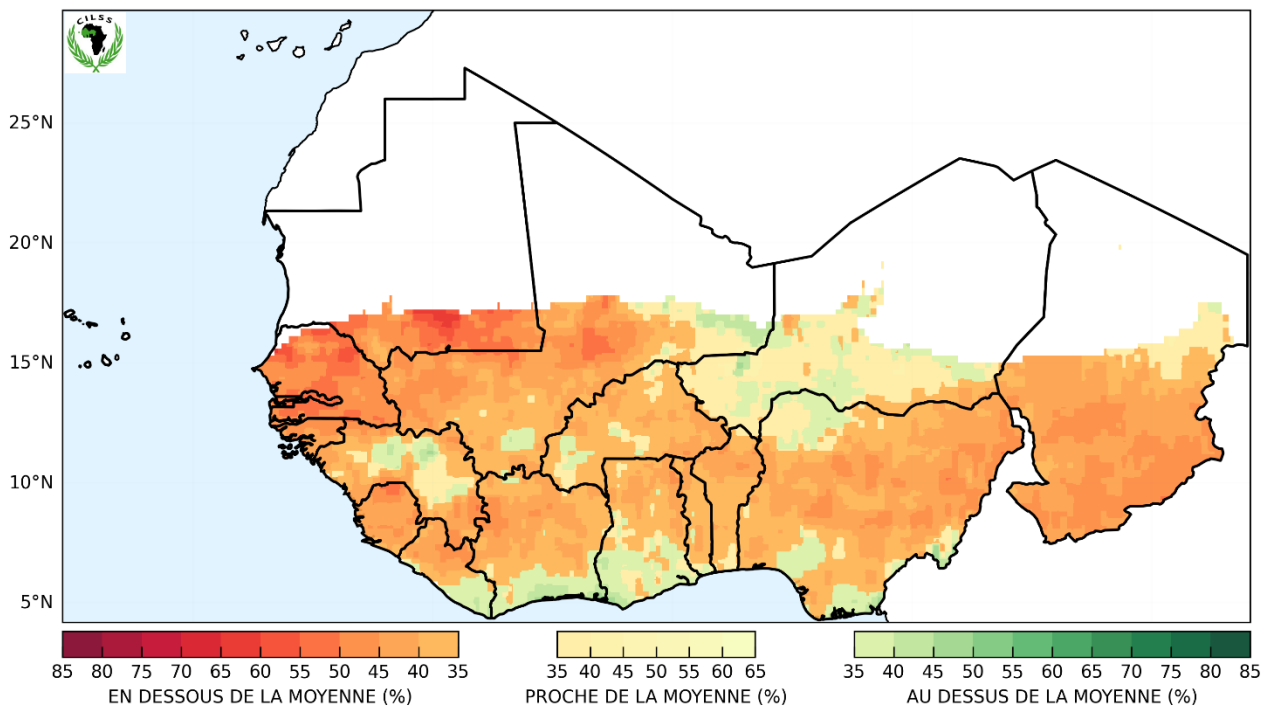 CILSS
25°N
20°N
15°N
10°N
5°N
85 80 75 70 65 60 55 50 45 40 35
35 40 45 50 55 60 65
35 40 45 50 55 60 65 70 75 80 85
EN DESSOUS DE LA MOYENNE (%)
PROCHE DE LA MOYENNE (%)
AU DESSUS DE LA MOYENNE (%)